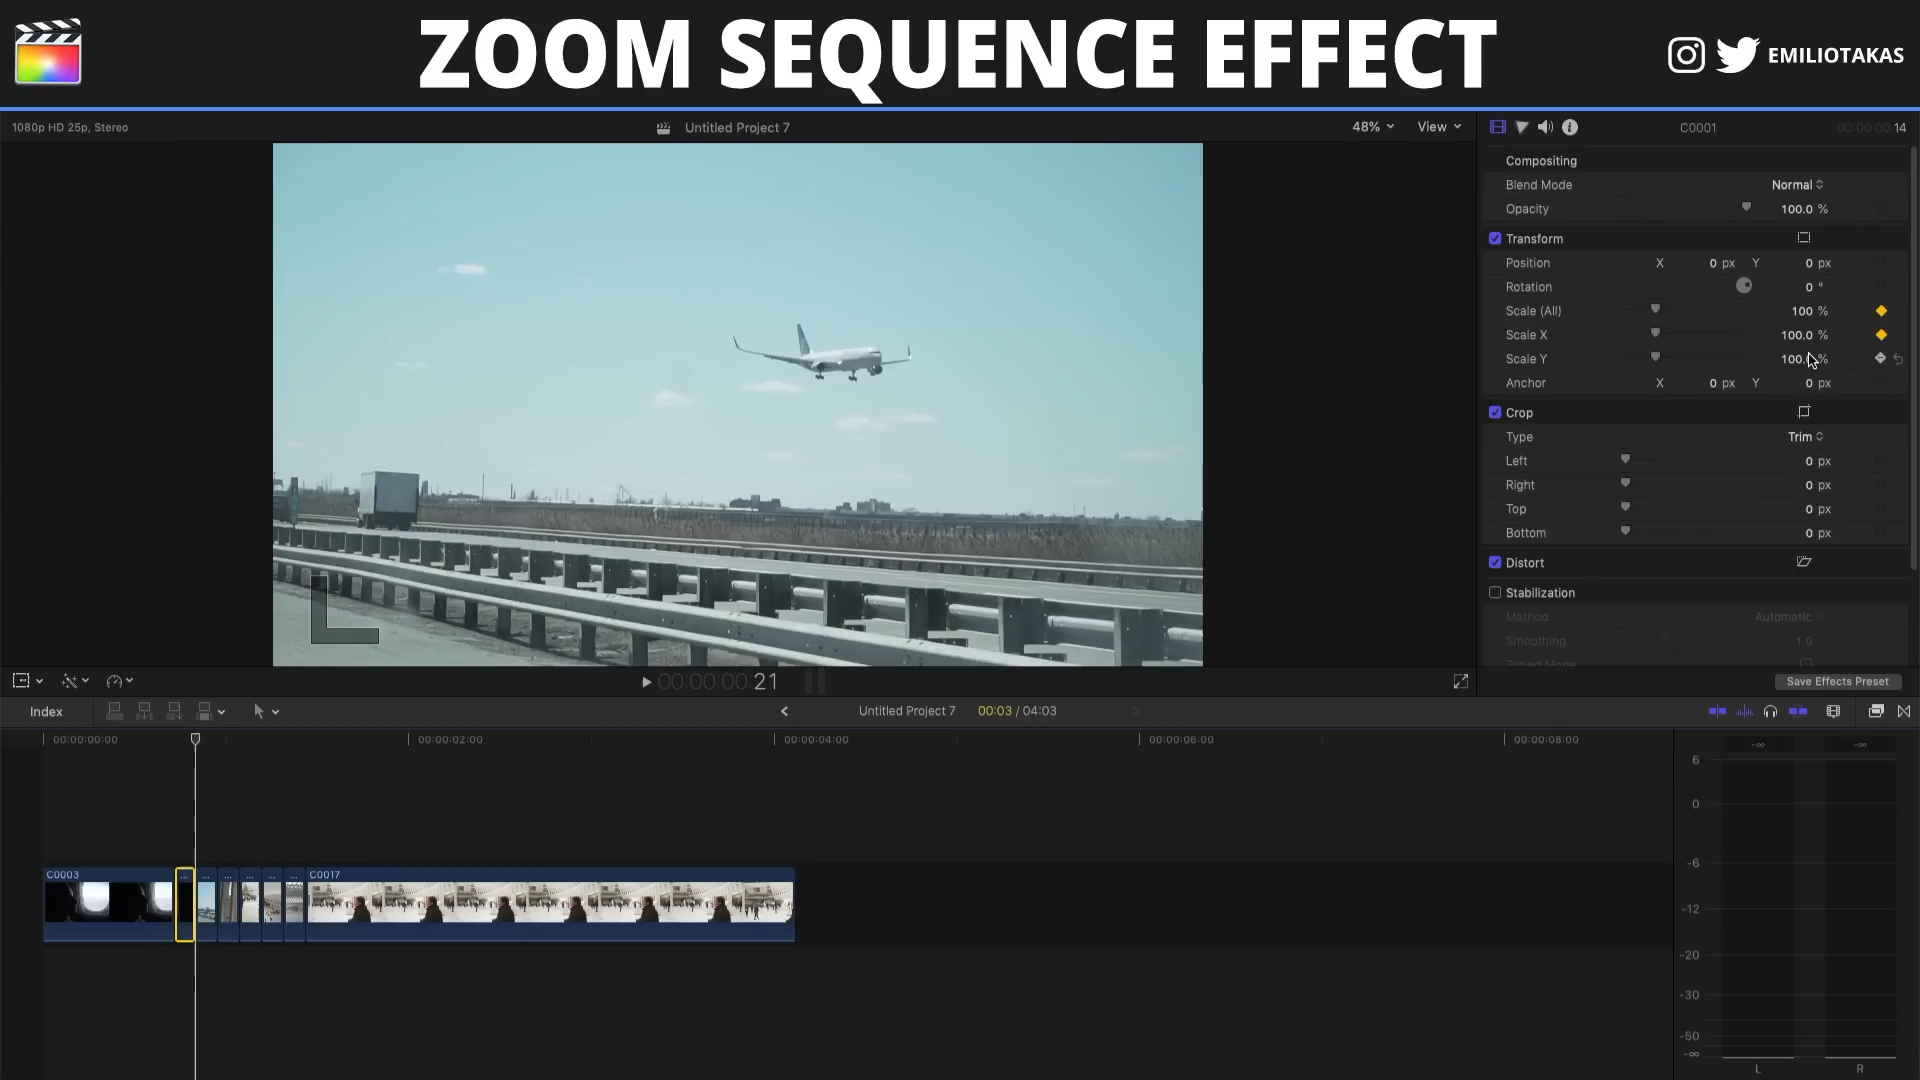 ZOOM SEQUENCE EFFECT
EMILIOTAKAS
1080p HD 25p, Stereo
Untitled Project 7
48%
View
C0001
00:00:00:14
Compositing
Blend Mode Normal
Opacity 100.0 %
Transform
Position X 0 px Y 0 px
Rotation 0 °
Scale (All) 100 %
Scale X 100.0 %
Scale Y 100.0 %
Anchor X 0 px Y 0 px
Crop
Type Trim
Left 0 px
Right 0 px
Top 0 px
Bottom 0 px
Distort
Stabilization
Method Automatic
Smoothing 1.0
Tripod Mode
00:00:00:21
Save Effects Preset
Index
Untitled Project 7 00:03 / 04:03
00:00:00:00 00:00:02:00 00:00:04:00 00:00:06:00 00:00:08:00
C0003 ... ... ... ... ... ... C0017
-∞ -∞
6
0
-6
-12
-20
-30
-50
-∞
L R